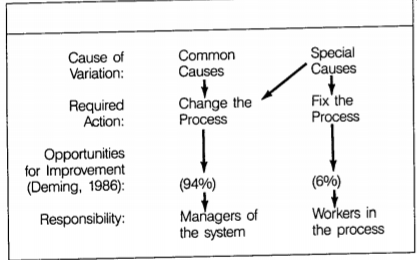 Cause of Variation: Common Causes Special Causes
Required Action: Change the Process Fix the Process
Opportunities for Improvement (Deming, 1986): (94%) (6%)
Responsibility: Managers of the system Workers in the process